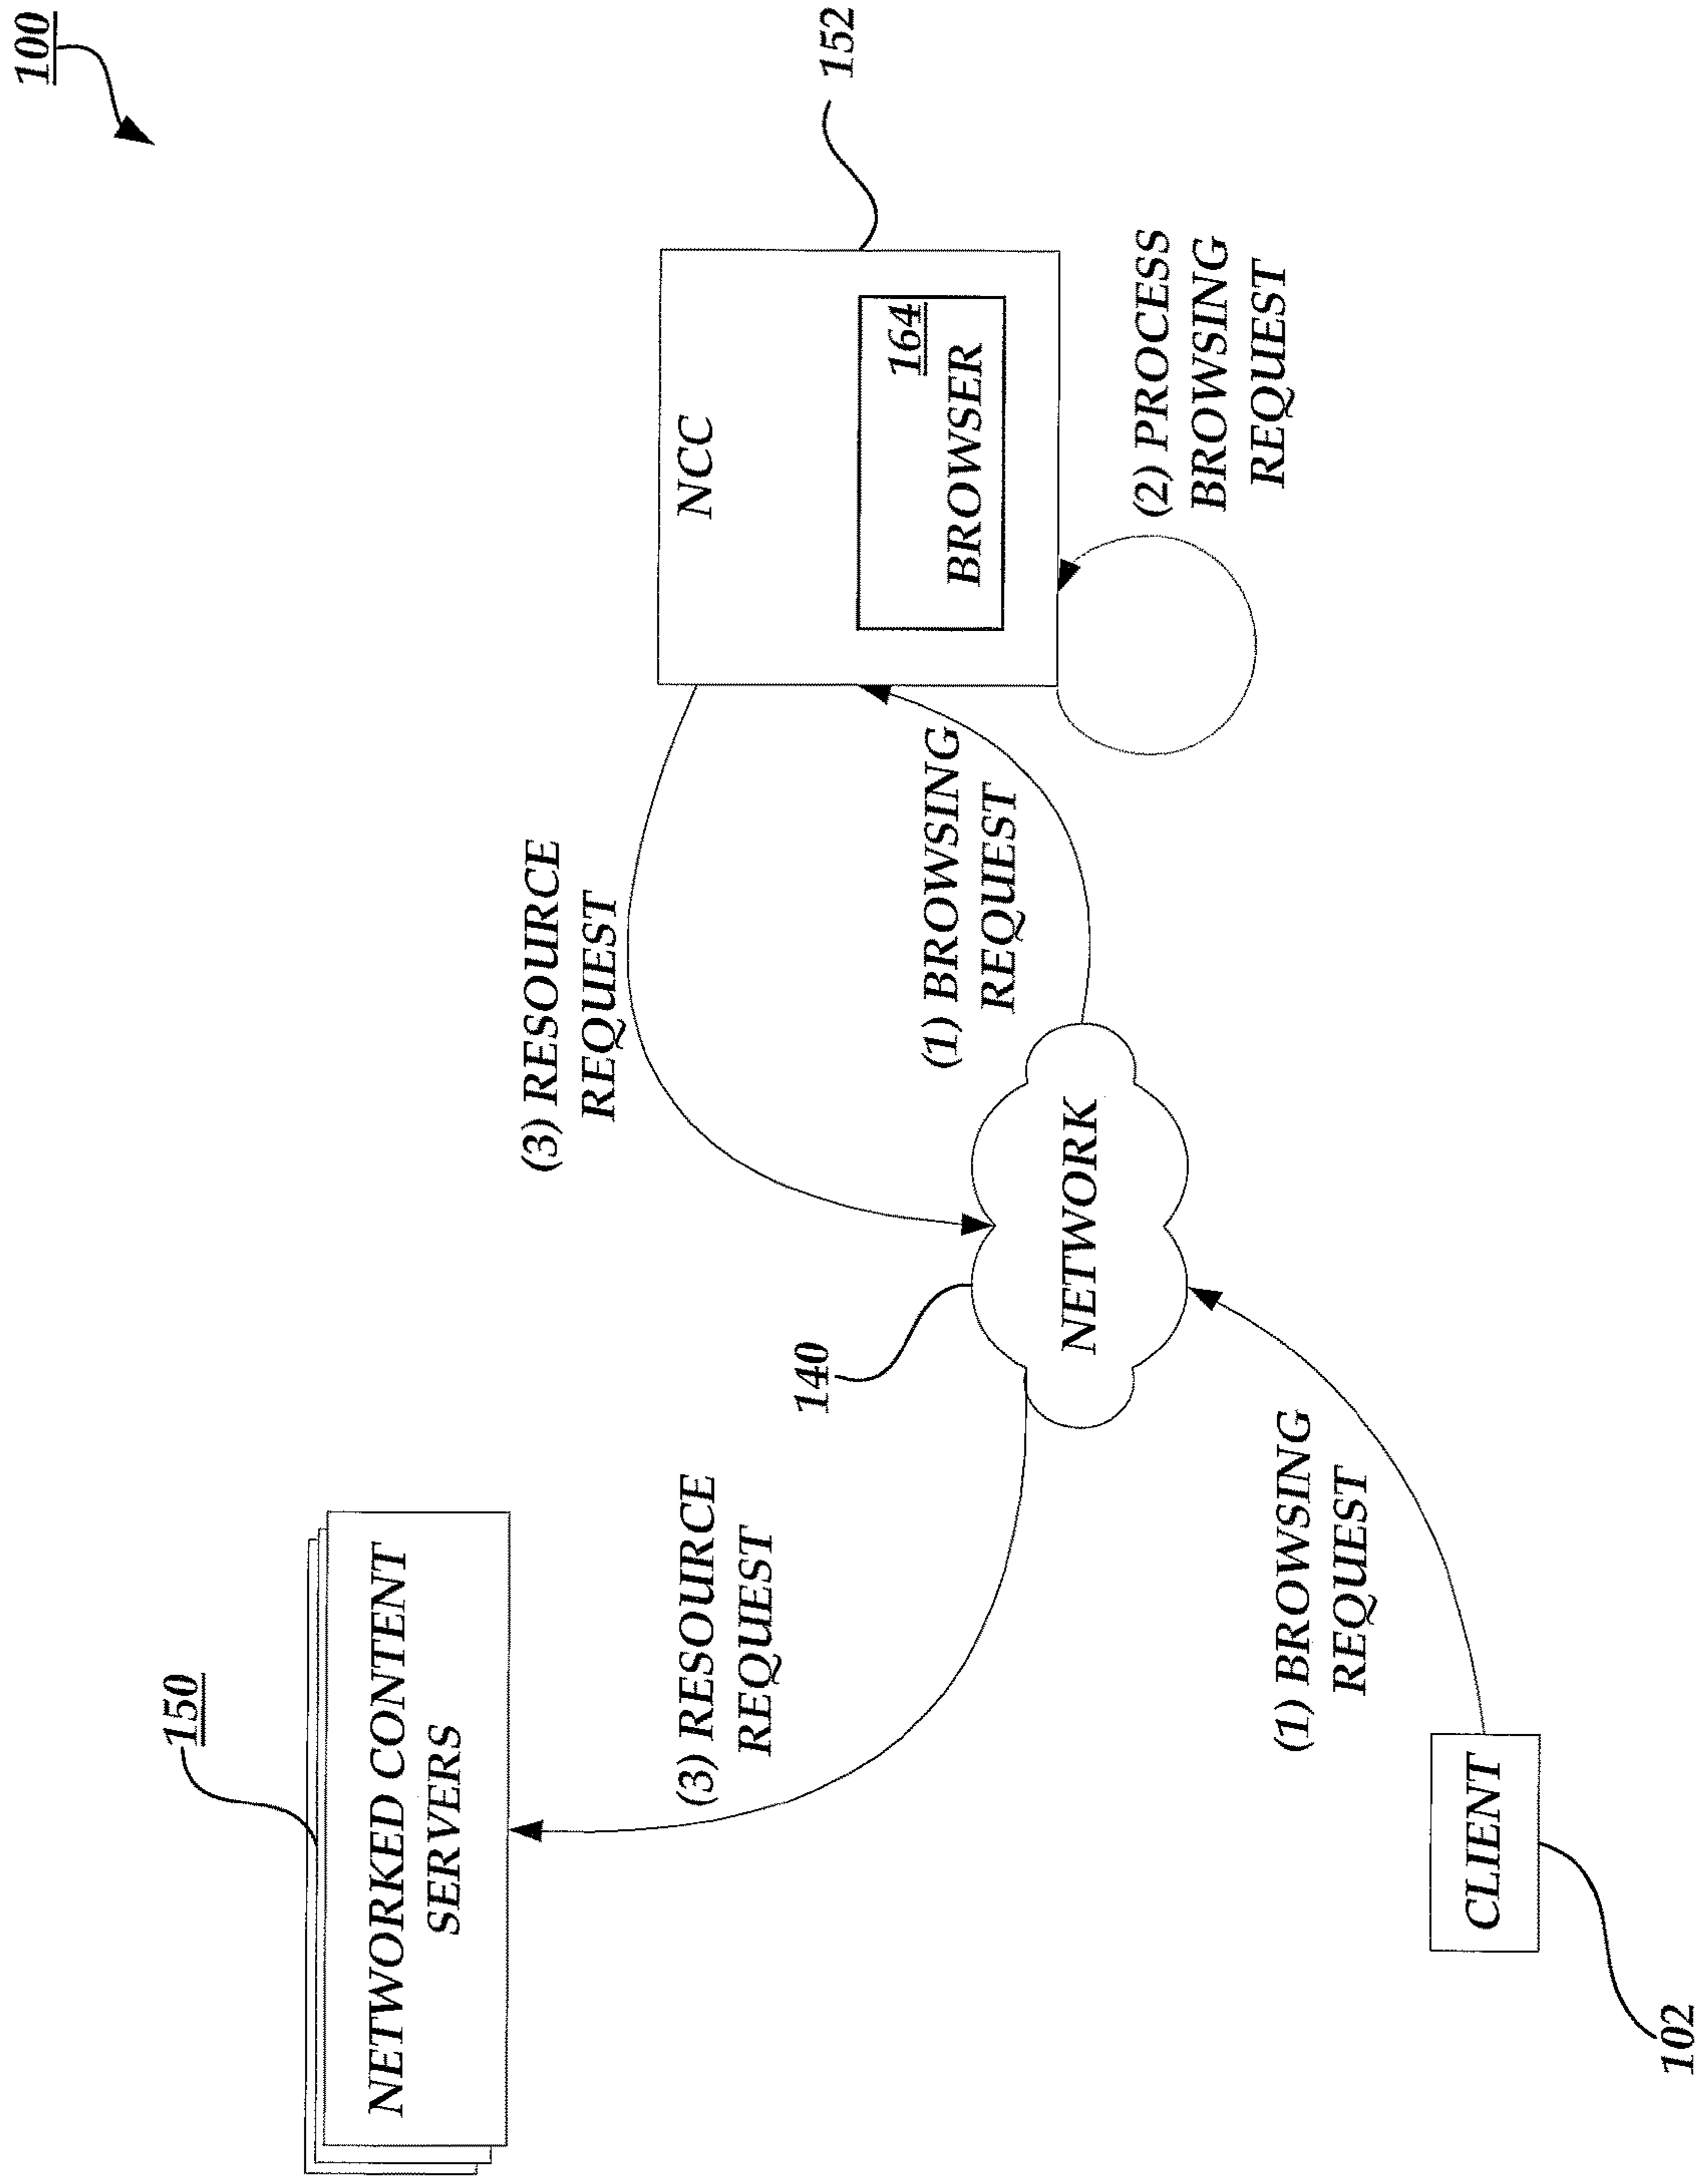 100
150
NETWORKED CONTENT
SERVERS
(3) RESOURCE
REQUEST
(3) RESOURCE
REQUEST
NCC
140
152
164
BROWSER
(1) BROWSING
REQUEST
NETWORK
(2) PROCESS
BROWSING
REQUEST
(1) BROWSING
REQUEST
CLIENT
102